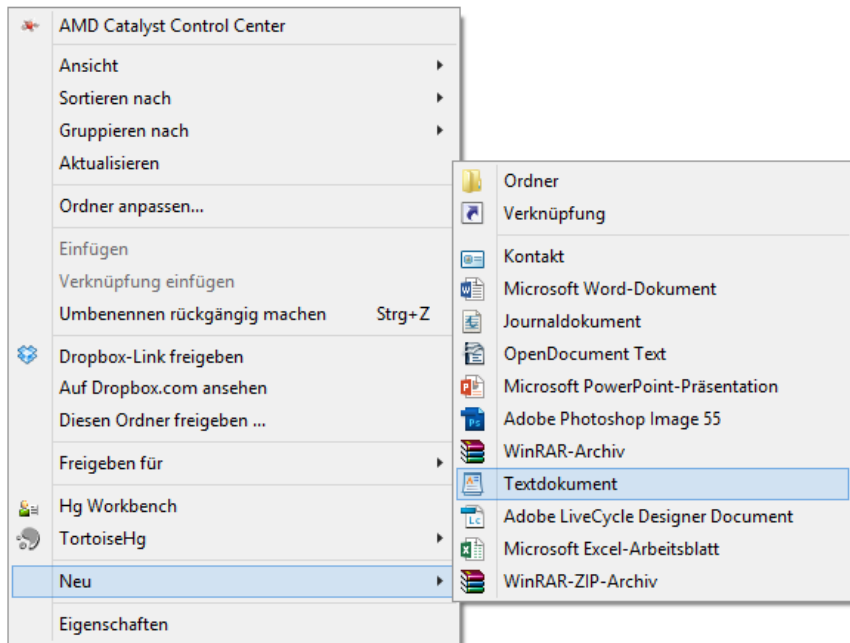 AMD Catalyst Control Center
Ansicht
Sortieren nach
Gruppieren nach
Aktualisieren
Ordner anpassen...
Einfügen
Verknüpfung einfügen
Umbenennen rückgängig machen Strg+Z
Dropbox-Link freigeben
Auf Dropbox.com ansehen
Diesen Ordner freigeben ...
Freigeben für
Hg Workbench
TortoiseHg
Neu
Eigenschaften
Ordner
Verknüpfung
Kontakt
Microsoft Word-Dokument
Journaldokument
OpenDocument Text
Microsoft PowerPoint-Präsentation
Adobe Photoshop Image 55
WinRAR-Archiv
Textdokument
Adobe LiveCycle Designer Document
Microsoft Excel-Arbeitsblatt
WinRAR-ZIP-Archiv